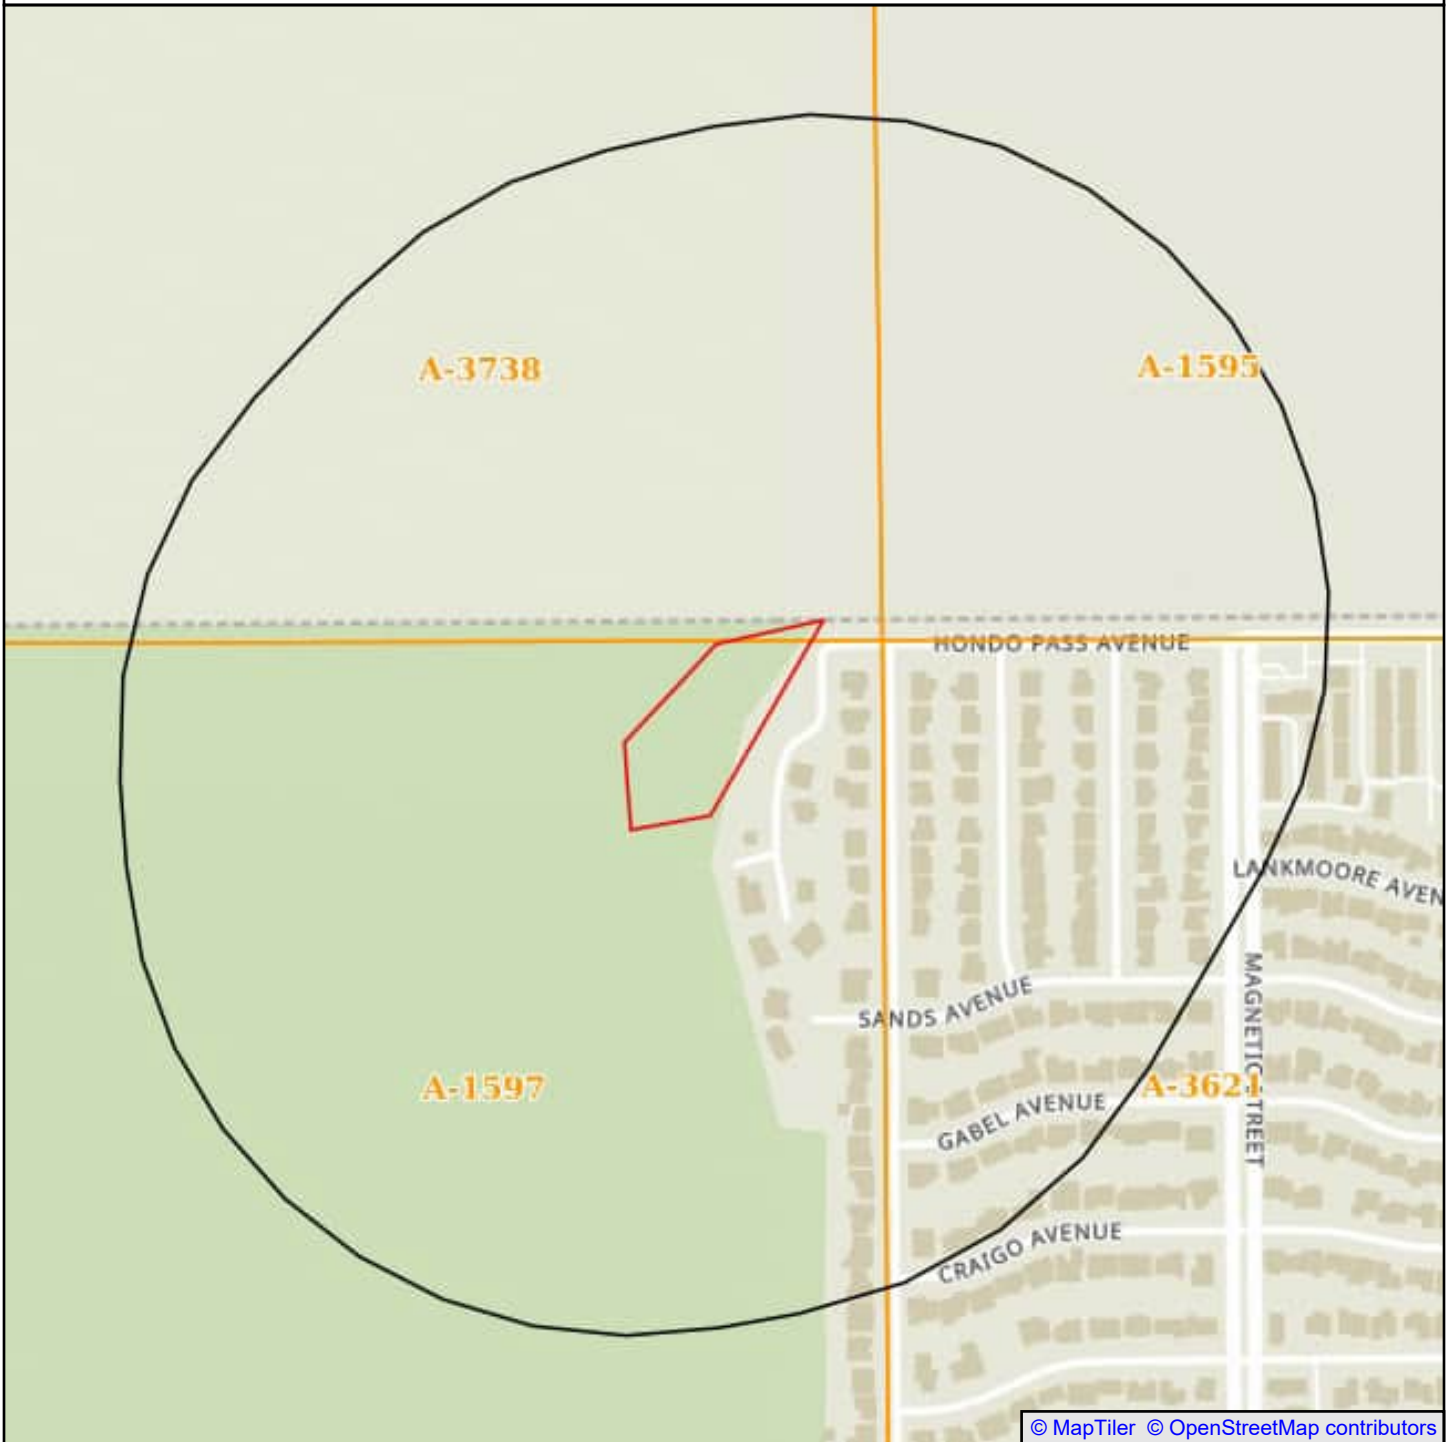 A-3738
A-1595
HONDO PASS AVENUE
LANKMOORE AVEN
MAGNETIC STREET
SANDS AVENUE
A-1597
A-3621
GABEL AVENUE
CRAIGO AVENUE
© MapTiler © OpenStreetMap contributors